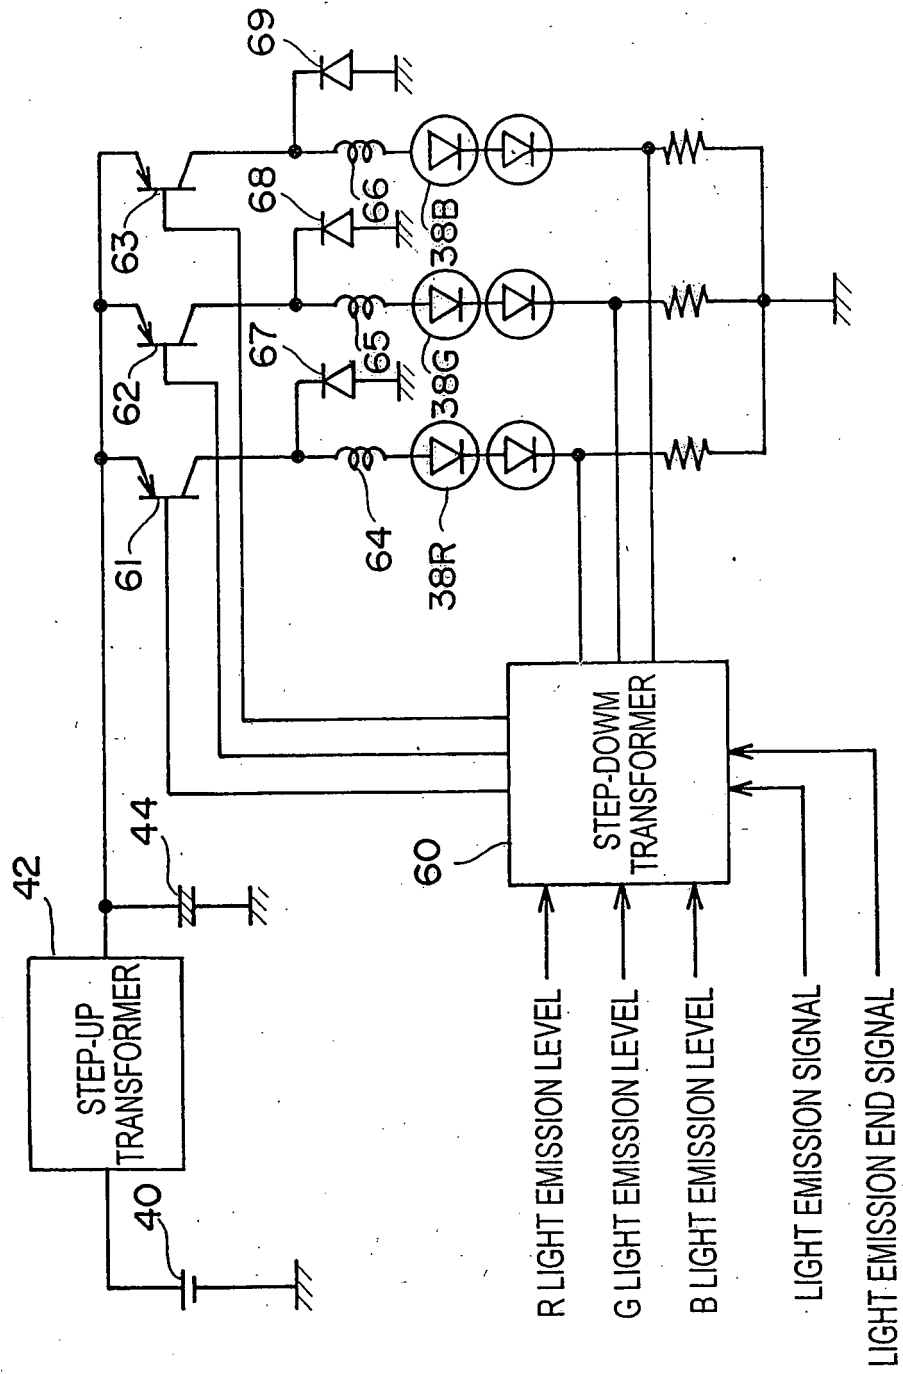 40
42
STEP-UP
TRANSFORMER
44
61
62
63
64
65
66
67
68
69
38R
38G
38B
60
STEP-DOWM
TRANSFORMER
R LIGHT EMISSION LEVEL
G LIGHT EMISSION LEVEL
B LIGHT EMISSION LEVEL
LIGHT EMISSION SIGNAL
LIGHT EMISSION END SIGNAL